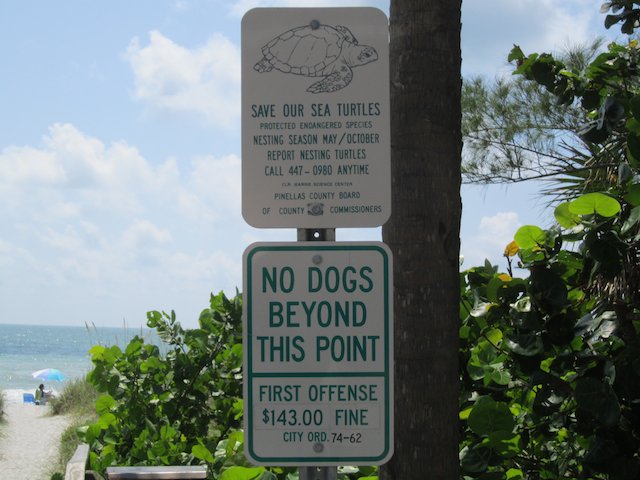 SAVE OUR SEA TURTLES
PROTECTED ENDANGERED SPECIES
NESTING SEASON MAY/OCTOBER
REPORT NESTING TURTLES
CALL 447-0980 ANYTIME
CLR. MARINE SCIENCE CENTER
PINELLAS COUNTY BOARD
OF COUNTY COMMISSIONERS
NO DOGS
BEYOND
THIS POINT
FIRST OFFENSE
$143.00 FINE
CITY ORD. 74-62